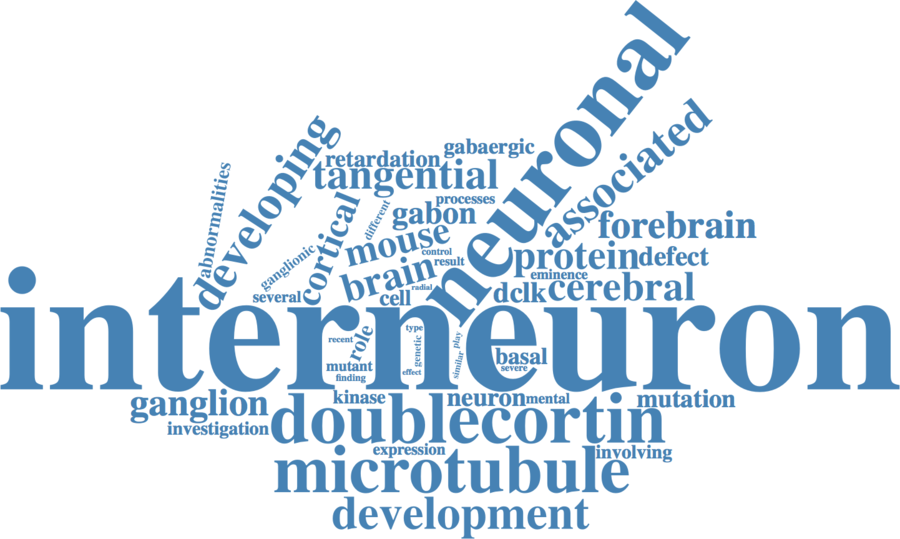 neuronal
associated
developing
gabaergic
retardation
tangential
abnormalities
processes
different
gabon
cortical
forebrain
mouse
control
protein
defect
ganglionic
brain
result
eminence
radial
several
cell
dclk
cerebral
interneuron
type
recent
role
genetic
play
similar
basal
mutant
severe
finding
effect
ganglion
kinase
neuron
mental
mutation
investigation
doublecortin
expression
involving
microtubule
development